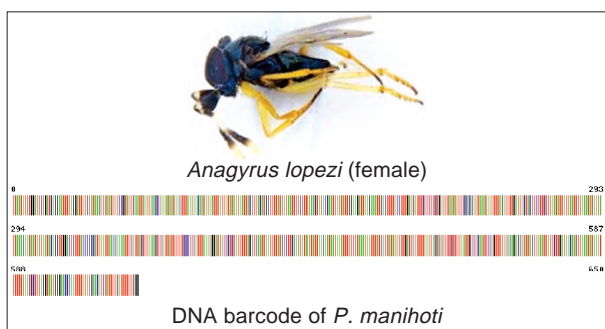 Anagyrus lopezi (female)
0 293
294 587
588 650
DNA barcode of P. manihoti